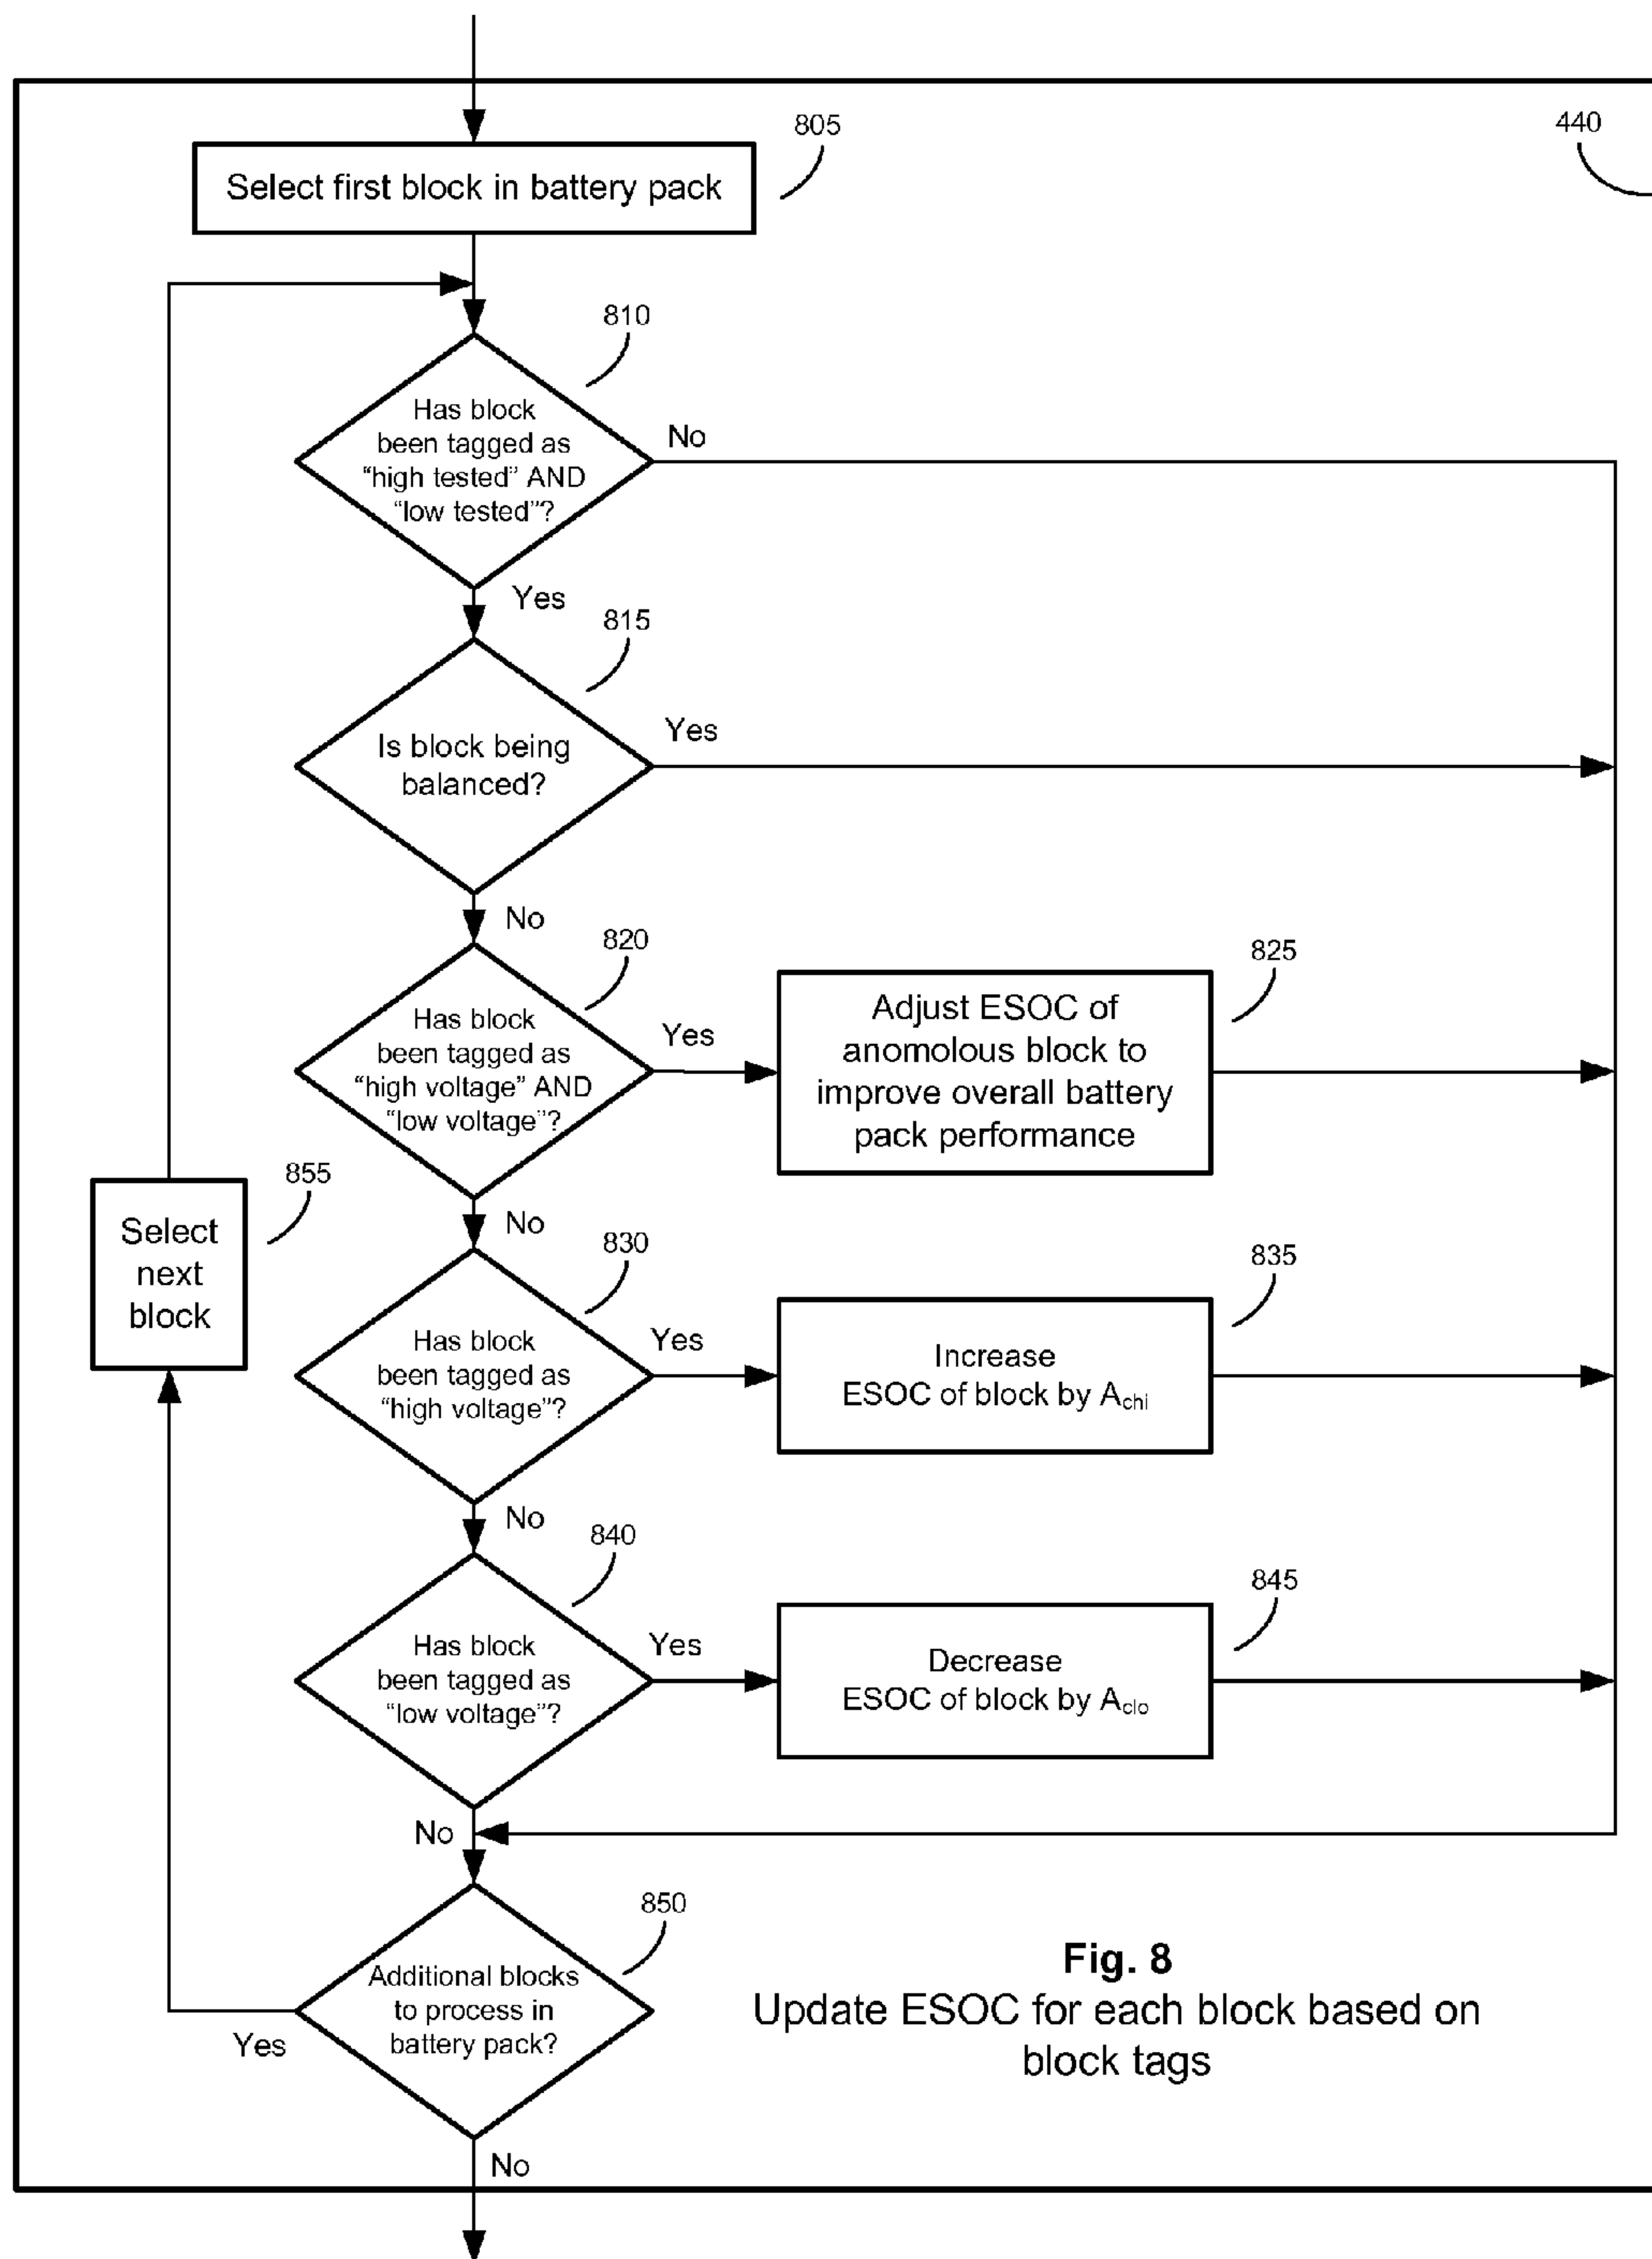 805
440
Select first block in battery pack
810
Has block
been tagged as
“high tested” AND
“low tested”?
No
Yes
815
Is block being
balanced?
Yes
No
820
Has block
been tagged as
“high voltage” AND
“low voltage”?
Yes
825
Adjust ESOC of
anomolous block to
improve overall battery
pack performance
No
855
Select
next
block
830
Has block
been tagged as
“high voltage”?
Yes
835
Increase
ESOC of block by Achi
No
840
Has block
been tagged as
“low voltage”?
Yes
845
Decrease
ESOC of block by Aclo
No
850
Additional blocks
to process in
battery pack?
Yes
No
Fig. 8
Update ESOC for each block based on
block tags